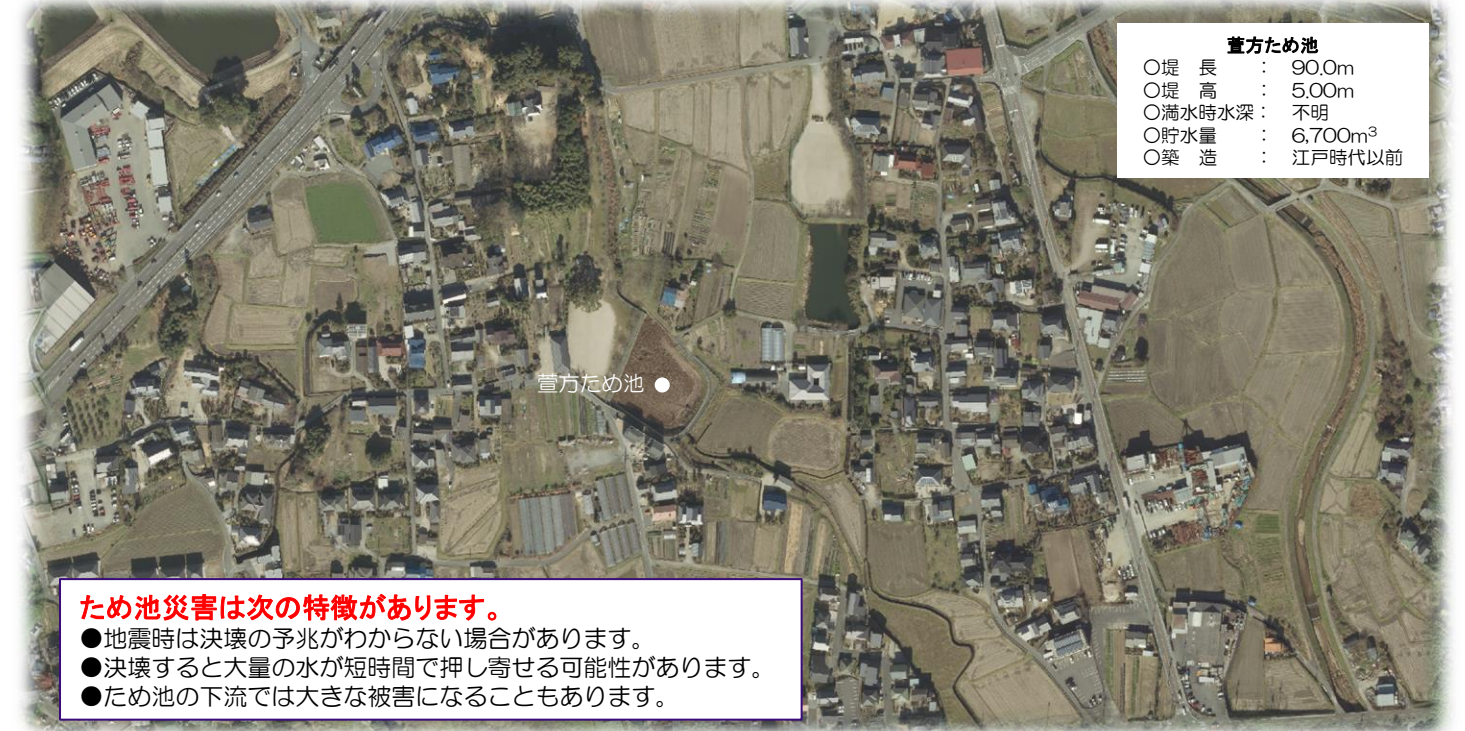 萱方ため池
○堤　長　：　90.0m
○堤　高　：　5.00m
○満水時水深：　不明
○貯水量　：　6,700m³
○築　造　：　江戸時代以前
萱方ため池
ため池災害は次の特徴があります。
●地震時は決壊の予兆がわからない場合があります。
●決壊すると大量の水が短時間で押し寄せる可能性があります。
●ため池の下流では大きな被害になることもあります。